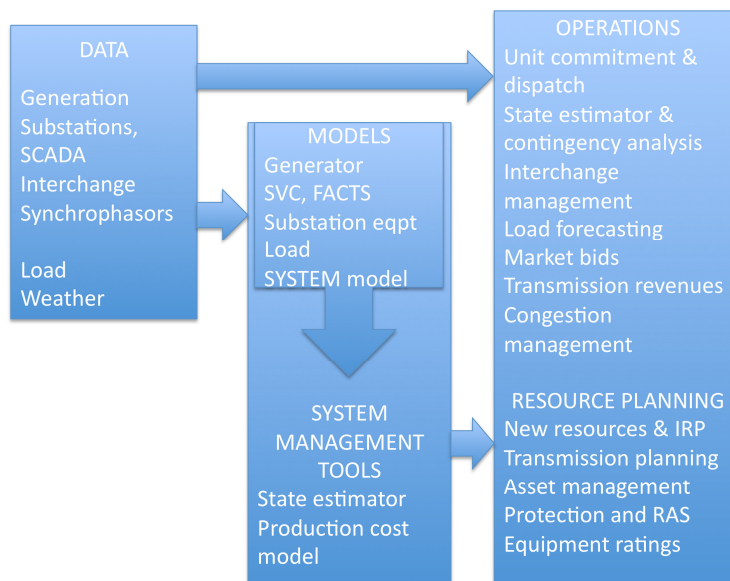 DATA
Generation
Substations,
SCADA
Interchange
Synchrophasors
Load
Weather
MODELS
Generator
SVC, FACTS
Substation eqpt
Load
SYSTEM model
SYSTEM
MANAGEMENT
TOOLS
State estimator
Production cost
model
OPERATIONS
Unit commitment &
dispatch
State estimator &
contingency analysis
Interchange
management
Load forecasting
Market bids
Transmission revenues
Congestion
management
RESOURCE PLANNING
New resources & IRP
Transmission planning
Asset management
Protection and RAS
Equipment ratings